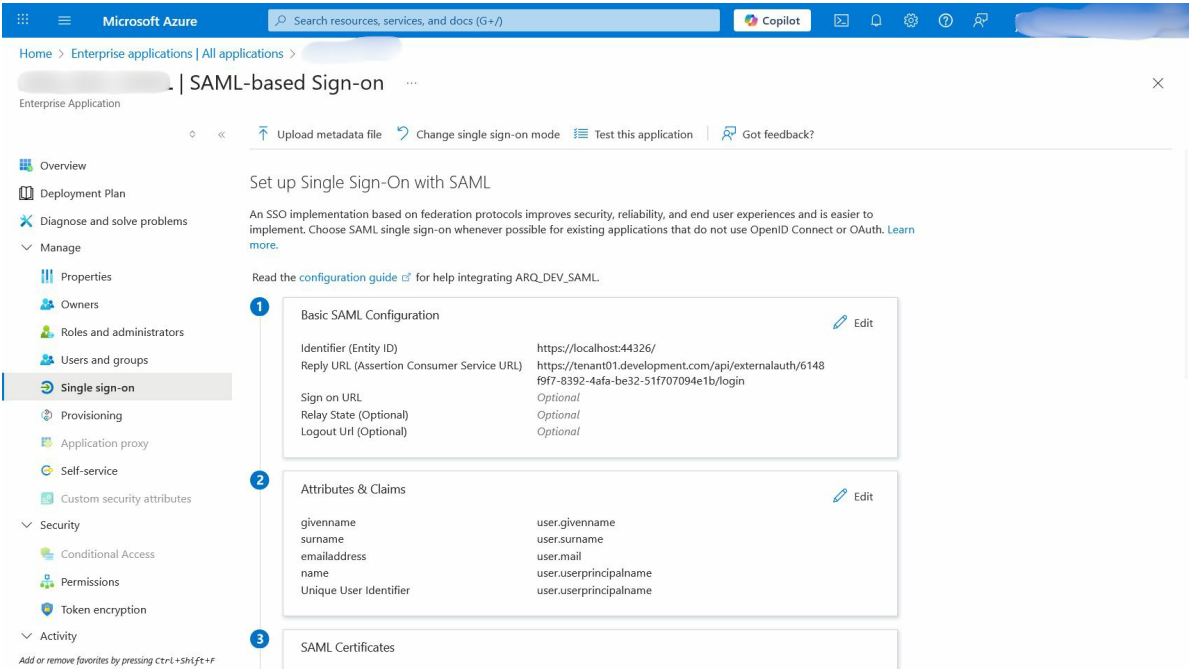 Microsoft Azure
Search resources, services, and docs (G+/)
Copilot
Home > Enterprise applications | All applications >
| SAML-based Sign-on ...
Enterprise Application
Upload metadata file
Change single sign-on mode
Test this application
Got feedback?
Overview
Deployment Plan
Diagnose and solve problems
Manage
Properties
Owners
Roles and administrators
Users and groups
Single sign-on
Provisioning
Application proxy
Self-service
Custom security attributes
Security
Conditional Access
Permissions
Token encryption
Activity
Add or remove favorites by pressing Ctrl+Shift+F
Set up Single Sign-On with SAML
An SSO implementation based on federation protocols improves security, reliability, and end user experiences and is easier to
implement. Choose SAML single sign-on whenever possible for existing applications that do not use OpenID Connect or OAuth. Learn
more.
Read the configuration guide for help integrating ARQ_DEV_SAML.
1
Basic SAML Configuration
Edit
Identifier (Entity ID) https://localhost:44326/
Reply URL (Assertion Consumer Service URL) https://tenant01.development.com/api/externalauth/6148
f9f7-8392-4afa-be32-51f707094e1b/login
Sign on URL Optional
Relay State (Optional) Optional
Logout Url (Optional) Optional
2
Attributes & Claims
Edit
givenname user.givenname
surname user.surname
emailaddress user.mail
name user.userprincipalname
Unique User Identifier user.userprincipalname
3
SAML Certificates